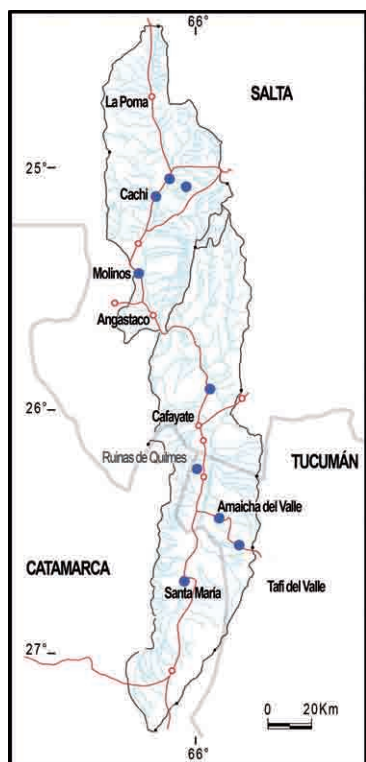 66°
SALTA
La Poma
25°
Cachi
Molinos
Angastaco
26°
Cafayate
Ruinas de Quilmes
TUCUMÁN
Amaicha del Valle
CATAMARCA
Santa María
Tafí del Valle
27°
0 20Km
66°